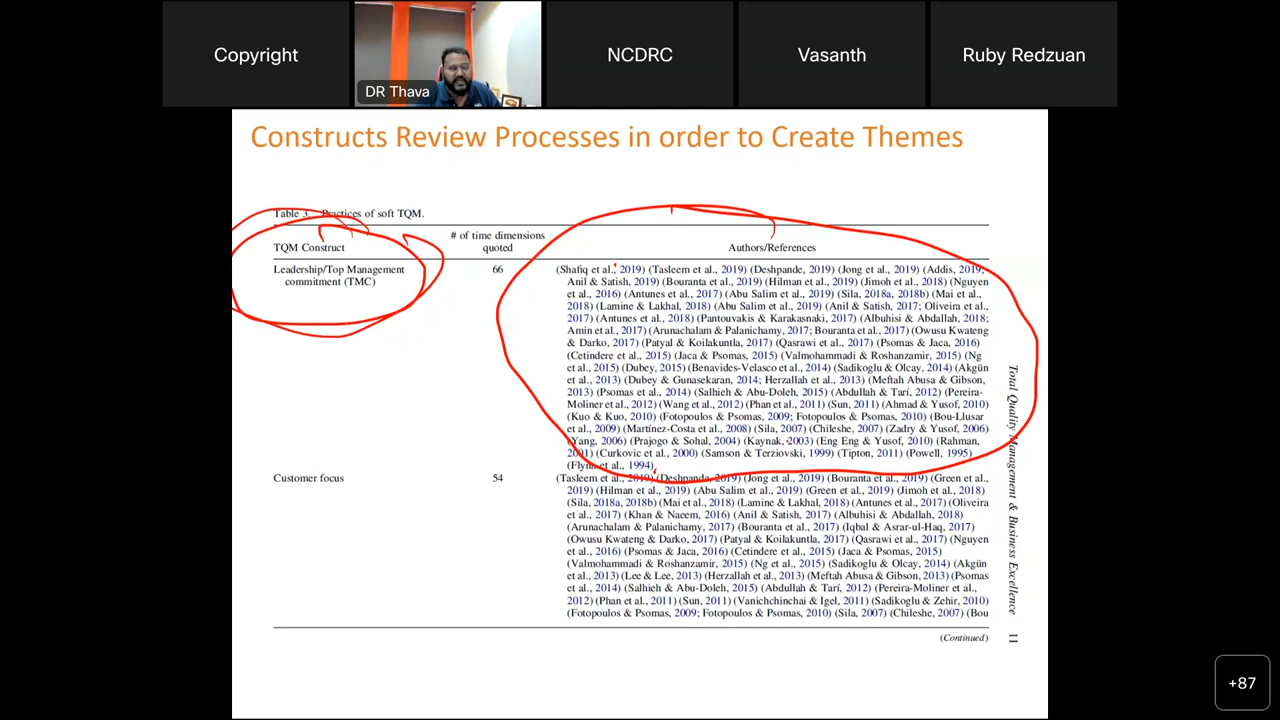 Copyright
DR Thava
NCDRC
Vasanth
Ruby Redzuan
Constructs Review Processes in order to Create Themes
Table 3. Practices of soft TQM.
TQM Construct
# of time dimensions
quoted
Authors/References
Leadership/Top Management
commitment (TMC)
66
(Shafiq et al., 2019) (Tasleem et al., 2019) (Deshpande, 2019) (Jong et al., 2019) (Addis, 2019;
Anil & Satish, 2019) (Bouranta et al., 2019) (Hilman et al., 2019) (Jimoh et al., 2018) (Nguyen
et al., 2016) (Antunes et al., 2017) (Abu Salim et al., 2019) (Sila, 2018a, 2018b) (Mai et al.,
2018) (Lamine & Lakhal, 2018) (Abu Salim et al., 2019) (Anil & Satish, 2017; Oliveira et al.,
2017) (Antunes et al., 2018) (Pantouvakis & Karakasnaki, 2017) (Albuhisi & Abdallah, 2018;
Amin et al., 2017) (Arunachalam & Palanichamy, 2017; Bouranta et al., 2017) (Owusu Kwateng
& Darko, 2017) (Patyal & Koilakuntla, 2017) (Qasrawi et al., 2017) (Psomas & Jaca, 2016)
(Cetindere et al., 2015) (Jaca & Psomas, 2015) (Valmohammadi & Roshanzamir, 2015) (Ng
et al., 2015) (Dubey, 2015) (Benavides-Velasco et al., 2014) (Sadikoglu & Olcay, 2014) (Akgün
et al., 2013) (Dubey & Gunasekaran, 2014; Herzallah et al., 2013) (Meftah Abusa & Gibson,
2013) (Psomas et al., 2014) (Salhieh & Abu-Doleh, 2015) (Abdullah & Tarí, 2012) (Pereira-
Moliner et al., 2012) (Wang et al., 2012) (Phan et al., 2011) (Sun, 2011) (Ahmad & Yusof, 2010)
(Kuo & Kuo, 2010) (Fotopoulos & Psomas, 2009; Fotopoulos & Psomas, 2010) (Bou-Llusar
et al., 2009) (Martínez-Costa et al., 2008) (Sila, 2007) (Chileshe, 2007) (Zadry & Yusof, 2006)
(Yang, 2006) (Prajogo & Sohal, 2004) (Kaynak, 2003) (Eng Eng & Yusof, 2010) (Rahman,
2001) (Curkovic et al., 2000) (Samson & Terziovski, 1999) (Tipton, 2011) (Powell, 1995)
(Flynn et al., 1994)
Customer focus
54
(Tasleem et al., 2019) (Deshpande, 2019) (Jong et al., 2019) (Bouranta et al., 2019) (Green et al.,
2019) (Hilman et al., 2019) (Abu Salim et al., 2019) (Green et al., 2019) (Jimoh et al., 2018)
(Sila, 2018a, 2018b) (Mai et al., 2018) (Lamine & Lakhal, 2018) (Antunes et al., 2017) (Oliveira
et al., 2017) (Khan & Naeem, 2016) (Anil & Satish, 2017) (Albuhisi & Abdallah, 2018)
(Arunachalam & Palanichamy, 2017) (Bouranta et al., 2017) (Iqbal & Asrar-ul-Haq, 2017)
(Owusu Kwateng & Darko, 2017) (Patyal & Koilakuntla, 2017) (Qasrawi et al., 2017) (Nguyen
et al., 2016) (Psomas & Jaca, 2016) (Cetindere et al., 2015) (Jaca & Psomas, 2015)
(Valmohammadi & Roshanzamir, 2015) (Ng et al., 2015) (Sadikoglu & Olcay, 2014) (Akgün
et al., 2013) (Lee & Lee, 2013) (Herzallah et al., 2013) (Meftah Abusa & Gibson, 2013) (Psomas
et al., 2014) (Salhieh & Abu-Doleh, 2015) (Abdullah & Tarí, 2012) (Pereira-Moliner et al.,
2012) (Phan et al., 2011) (Sun, 2011) (Vanichchinchai & Igel, 2011) (Sadikoglu & Zehir, 2010)
(Fotopoulos & Psomas, 2009; Fotopoulos & Psomas, 2010) (Sila, 2007) (Chileshe, 2007) (Bou
(Continued)
Total Quality Management & Business Excellence 11
+87